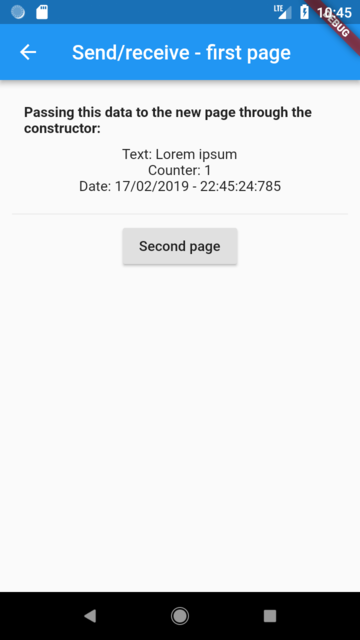 LTE 10:45
DEBUG
Send/receive - first page
Passing this data to the new page through the
constructor:
Text: Lorem ipsum
Counter: 1
Date: 17/02/2019 - 22:45:24:785
Second page